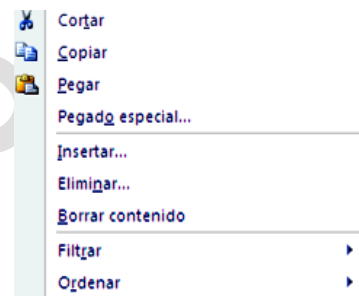 Cortar
Copiar
Pegar
Pegado especial...
Insertar...
Eliminar...
Borrar contenido
Filtrar
Ordenar